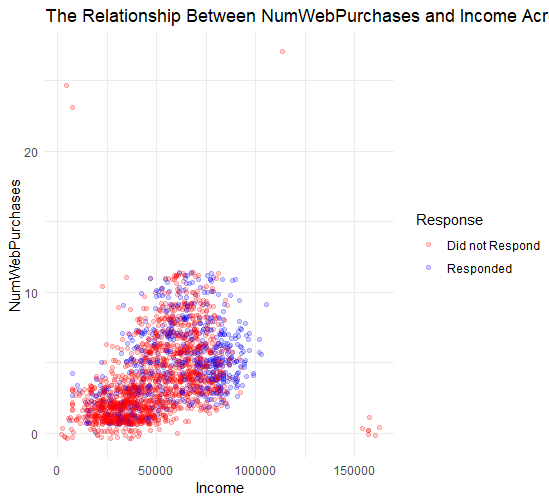 The Relationship Between NumWebPurchases and Income Acr
NumWebPurchases
20
10
0
0
50000
100000
150000
Income
Response
Did not Respond
Responded